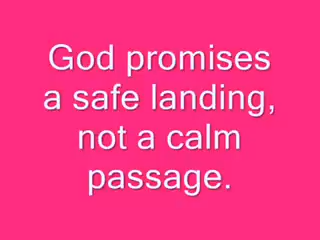 God promises
a safe landing,
not a calm
passage.